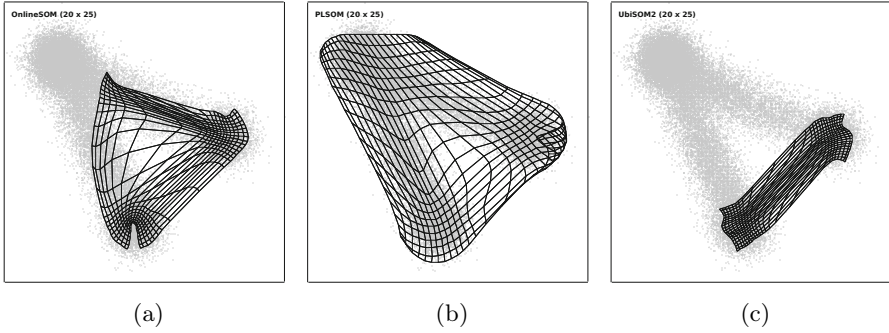 OnlineSOM (20 x 25)
PLSOM (20 x 25)
UbiSOM2 (20 x 25)
(a)
(b)
(c)